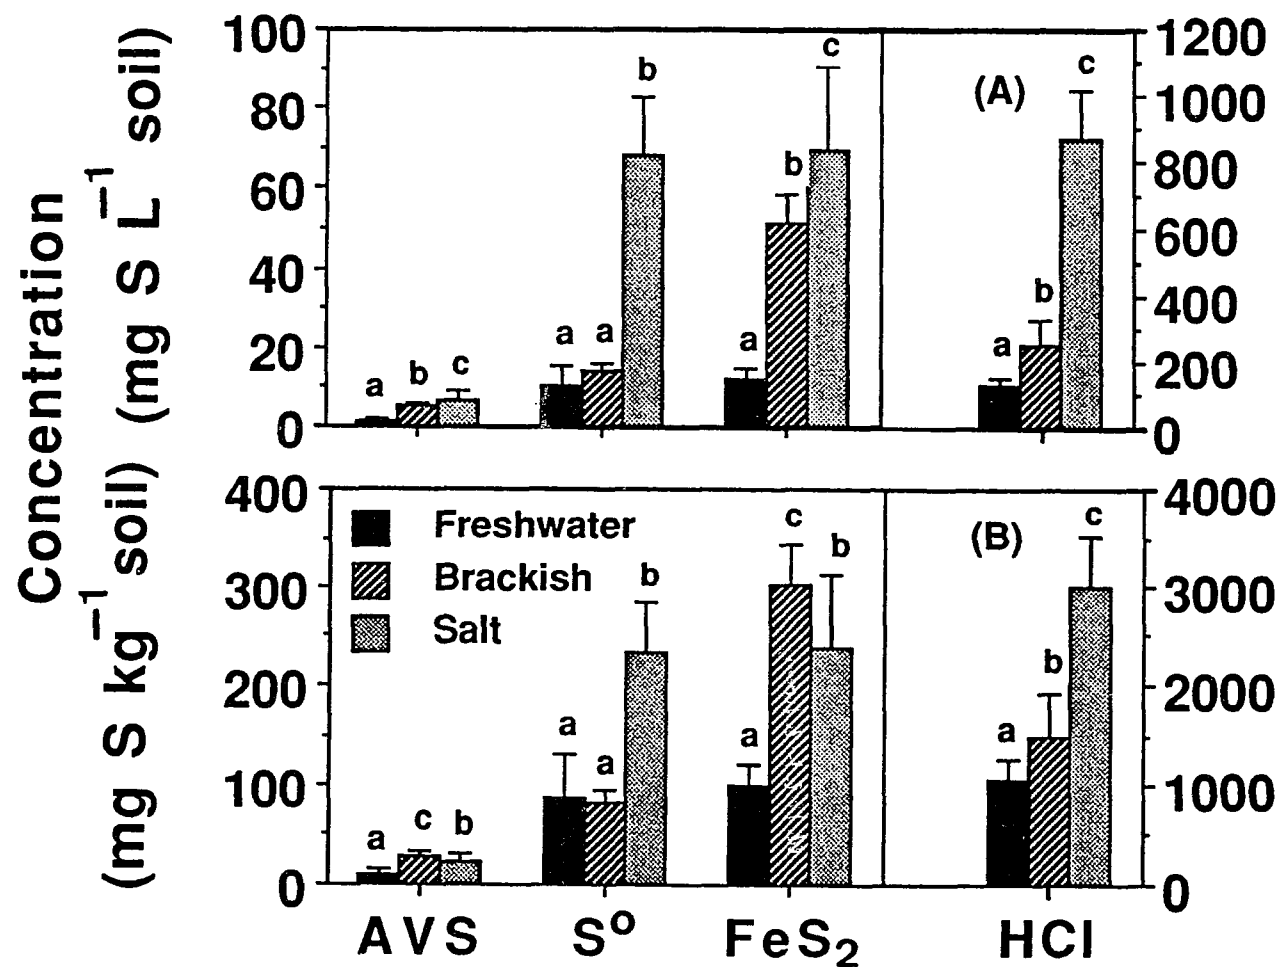 Concentration
(mg S L⁻¹ soil)
(mg S kg⁻¹ soil)
100
80
60
40
20
0
a b c
a a b
a b c
(A)
a b c
1200
1000
800
600
400
200
0
400
300
200
100
0
Freshwater
Brackish
Salt
a c b
a a b
a c b
(B)
a b c
4000
3000
2000
1000
0
AVS S⁰ FeS₂ HCl